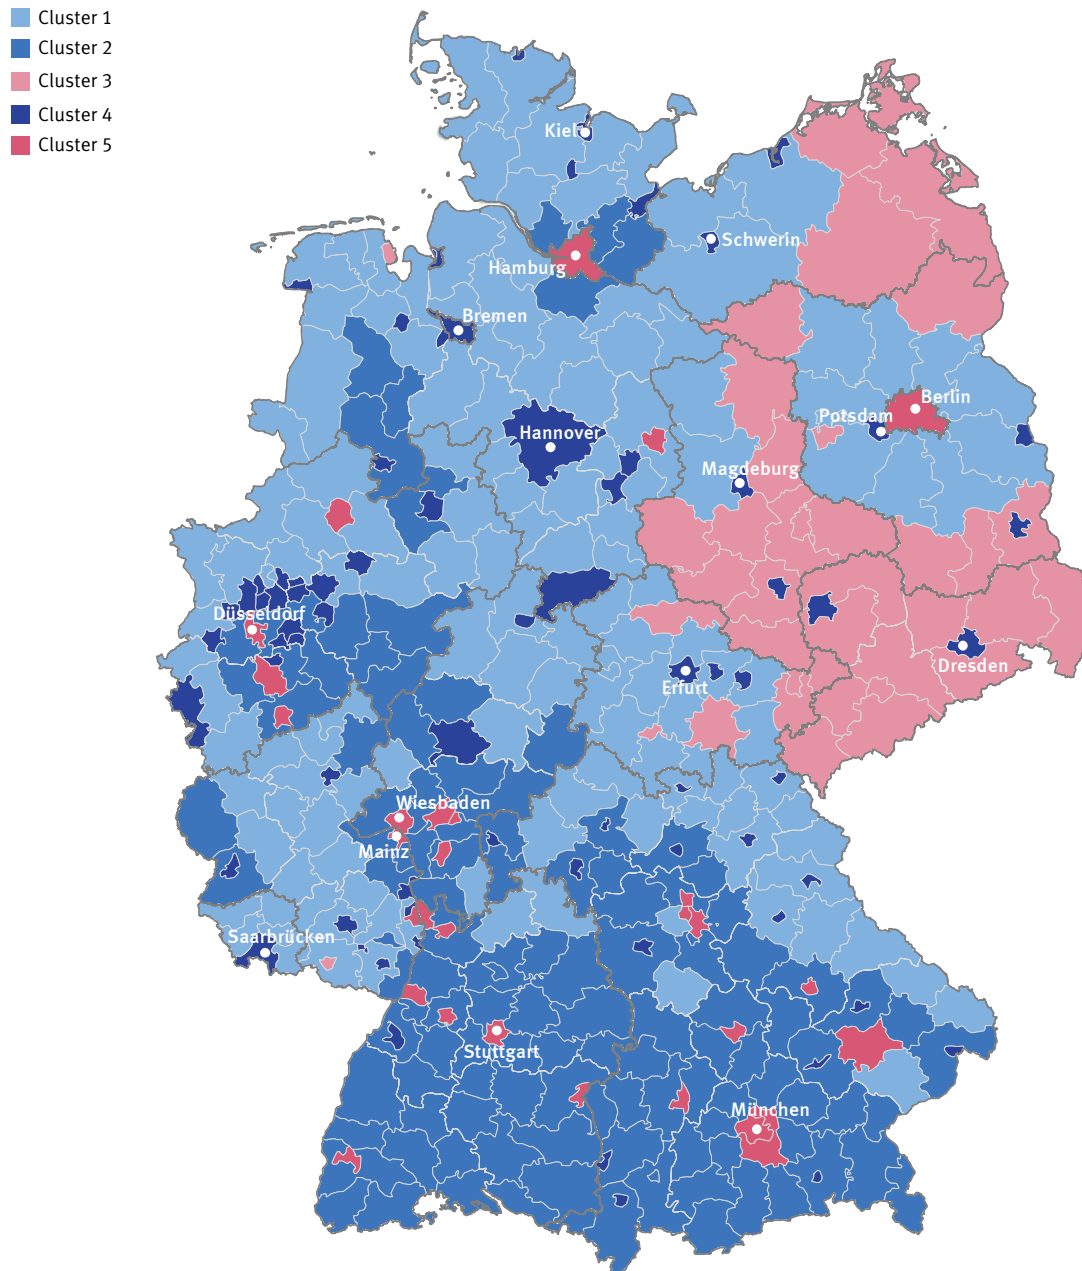 Cluster 1
Cluster 2
Cluster 3
Cluster 4
Cluster 5
Kiel
Schwerin
Hamburg
Bremen
Berlin
Potsdam
Hannover
Magdeburg
Düsseldorf
Dresden
Erfurt
Wiesbaden
Mainz
Saarbrücken
Stuttgart
München